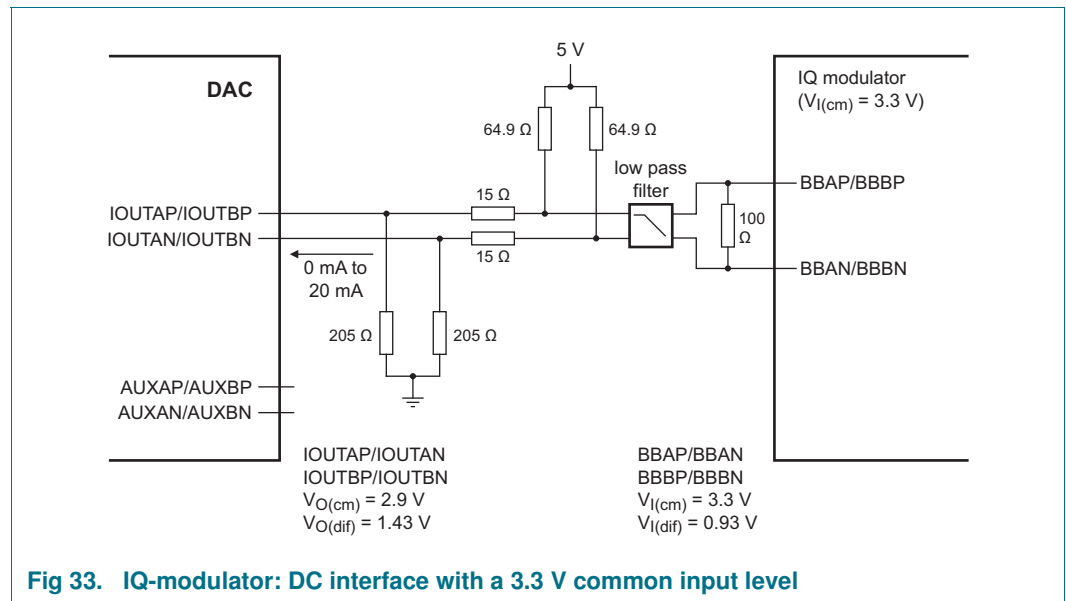 5 V
DAC
IQ modulator
(VI(cm) = 3.3 V)
64.9 Ω
64.9 Ω
low pass
filter
15 Ω
BBAP/BBBP
IOUTAP/IOUTBP
100
Ω
IOUTAN/IOUTBN
15 Ω
BBAN/BBBN
0 mA to
20 mA
205 Ω
205 Ω
AUXAP/AUXBP
AUXAN/AUXBN
IOUTAP/IOUTAN
IOUTBP/IOUTBN
VO(cm) = 2.9 V
VO(dif) = 1.43 V
BBAP/BBAN
BBBP/BBBN
VI(cm) = 3.3 V
VI(dif) = 0.93 V
Fig 33. IQ-modulator: DC interface with a 3.3 V common input level